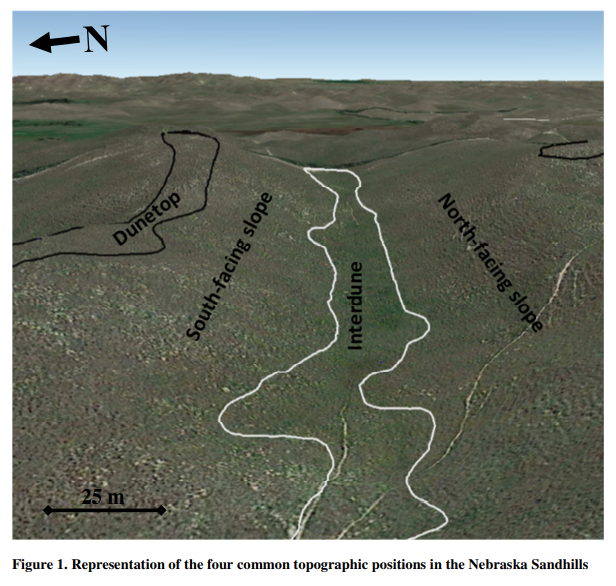 N
Dunetop
South-facing slope
Interdune
North-facing slope
25 m
Figure 1. Representation of the four common topographic positions in the Nebraska Sandhills